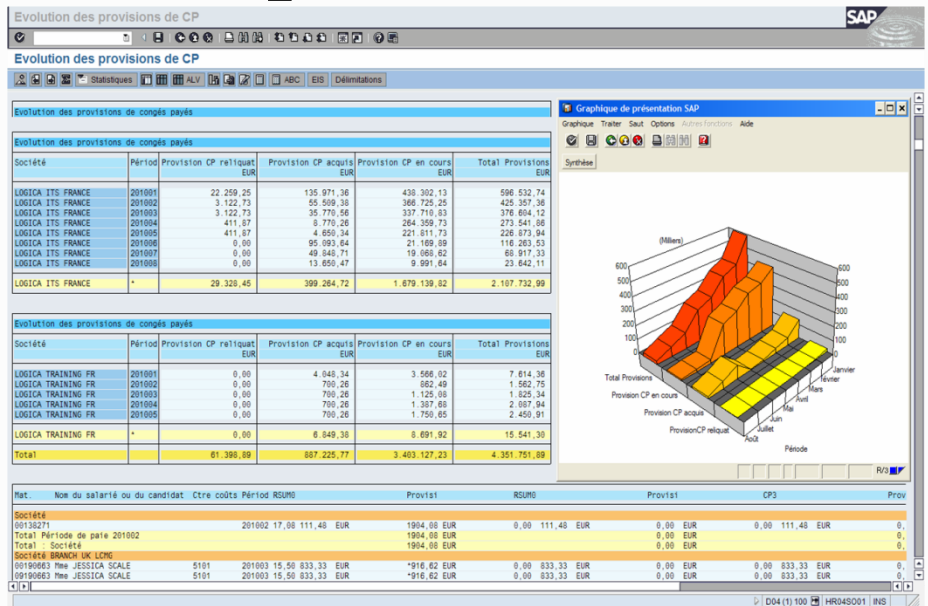 Evolution des provisions de CP
SAP
Evolution des provisions de CP
Statistiques ALV ABC EIS Délimitations
Evolution des provisions de congés payés
Evolution des provisions de congés payés
Société Périod Provision CP reliquat Provision CP acquis Provision CP en cours Total Provisions
EUR EUR EUR EUR
LOGICA ITS FRANCE 201001 22.259,25 135.971,36 438.302,13 596.532,74
LOGICA ITS FRANCE 201002 3.122,73 55.509,38 366.725,25 425.357,36
LOGICA ITS FRANCE 201003 3.122,73 35.770,56 337.710,83 376.604,12
LOGICA ITS FRANCE 201004 411,87 8.770,26 264.359,73 273.541,86
LOGICA ITS FRANCE 201005 411,87 4.650,34 221.811,73 226.873,94
LOGICA ITS FRANCE 201006 0,00 95.093,64 21.169,89 116.263,53
LOGICA ITS FRANCE 201007 0,00 49.848,71 19.068,62 68.917,33
LOGICA ITS FRANCE 201008 0,00 13.650,47 9.991,64 23.642,11
LOGICA ITS FRANCE * 29.328,45 399.264,72 1.679.139,82 2.107.732,99
Evolution des provisions de congés payés
Société Périod Provision CP reliquat Provision CP acquis Provision CP en cours Total Provisions
EUR EUR EUR EUR
LOGICA TRAINING FR 201001 0,00 4.048,34 3.566,02 7.614,36
LOGICA TRAINING FR 201002 0,00 700,26 862,49 1.562,75
LOGICA TRAINING FR 201003 0,00 700,26 1.125,08 1.825,34
LOGICA TRAINING FR 201004 0,00 700,26 1.387,68 2.087,94
LOGICA TRAINING FR 201005 0,00 700,26 1.750,65 2.450,91
LOGICA TRAINING FR * 0,00 6.849,38 8.691,92 15.541,30
Total 61.398,89 887.225,77 3.403.127,23 4.351.751,89
Graphique de présentation SAP
Graphique Traiter Saut Options Autres fonctions Aide
Synthèse
(Milliers)
600 600
500 500
400 400
300 300
200 200
100 100
0 0
Total Provisions
Provision CP en cours
Provision CP acquis
ProvisionCP reliquat
Janvier
février
Mars
Avril
Mai
Juin
Juillet
Août
Période
R/3
Mat. Nom du salarié ou du candidat Ctre coûts Périod RSUM0 Provisi RSUM0 Provisi CP3 Prov
Société
00138271 201002 17,08 111,48 EUR 1904,08 EUR 0,00 111,48 EUR 0,00 EUR 0,00 111,48 EUR 0,
Total Période de paie 201002 1904,08 EUR 0,00 EUR 0,
Total : Société 1904,08 EUR 0,00 EUR 0,
Société BRANCH UK LCMG
00190663 Mme JESSICA SCALE 5101 201003 15,50 833,33 EUR *916,62 EUR 0,00 833,33 EUR 0,00 EUR 0,00 833,33 EUR 0,
09190663 Mme JESSICA SCALE 5101 201003 15,50 833,33 EUR *916,62 EUR 0,00 833,33 EUR 0,00 EUR 0,00 833,33 EUR 0,
D04 (1) 100 HR04S001 INS